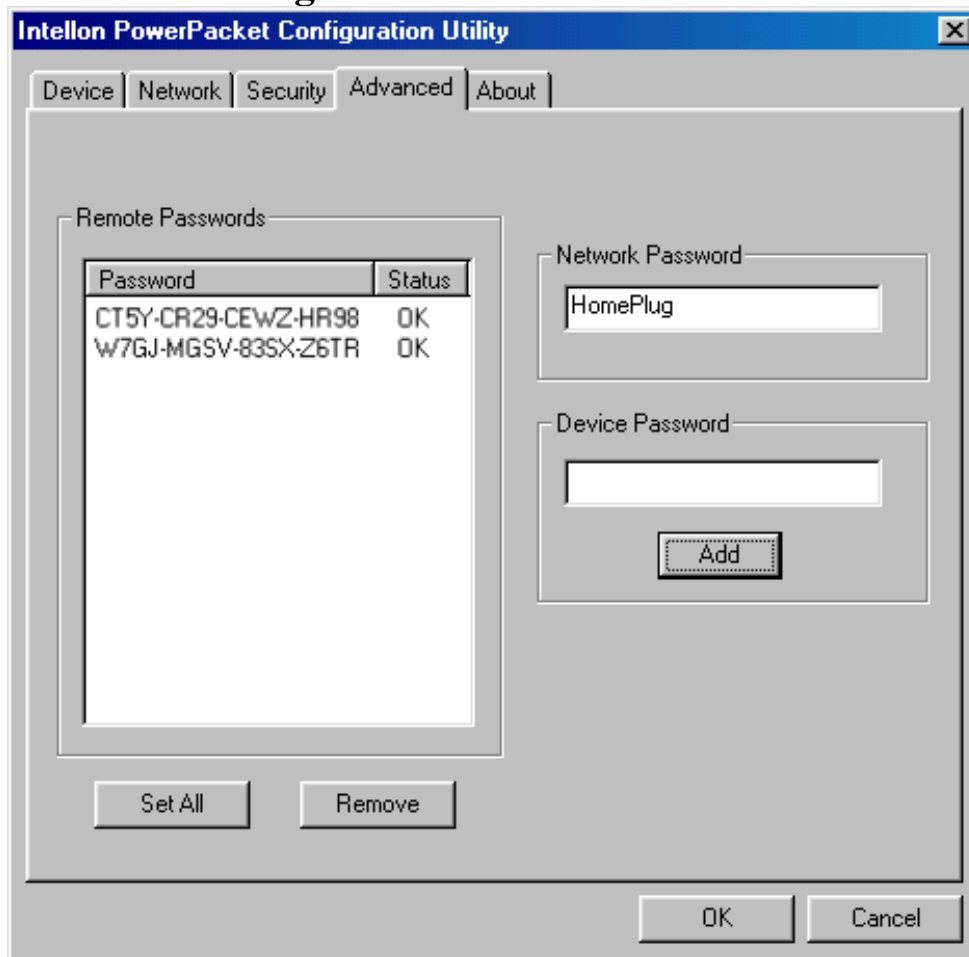 Intellon PowerPacket Configuration Utility
Device Network Security Advanced About
Remote Passwords
Password Status
CT5Y-CR29-CEWZ-HR98 OK
W7GJ-MGSV-83SX-Z6TR OK
Set All Remove
Network Password
HomePlug
Device Password
Add
OK Cancel